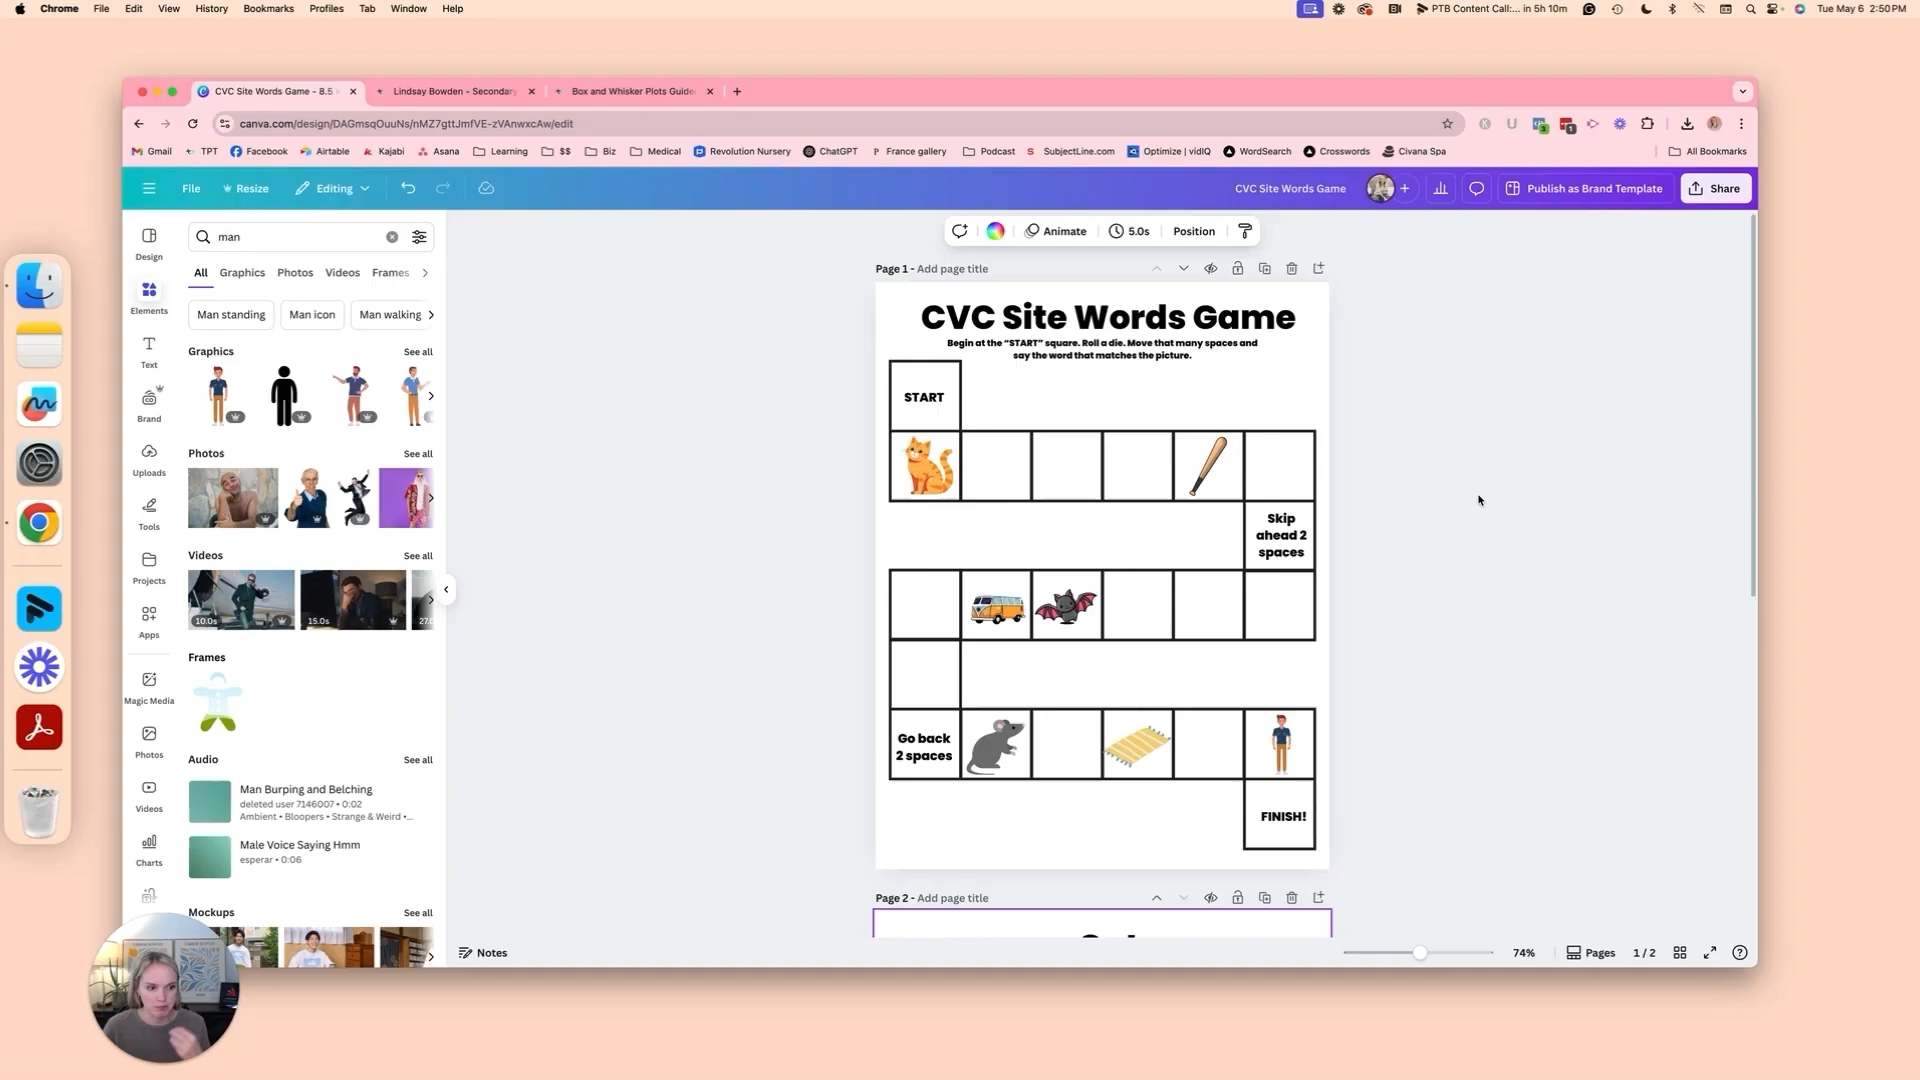 Chrome File Edit View History Bookmarks Profiles Tab Window Help
PTB Content Call:... in 5h 10m Tue May 6 2:50 PM
CVC Site Words Game - 8.5 Lindsay Bowden - Secondary Box and Whisker Plots Guide
canva.com/design/DAGmsqOuuNs/nMZ7gttJmfVE-zVAnwxcAw/edit
3 1
Gmail TPT Facebook Airtable Kajabi Asana Learning $$ Biz Medical Revolution Nursery ChatGPT France gallery Podcast SubjectLine.com Optimize | vidIQ WordSearch Crosswords Civana Spa All Bookmarks
File Resize Editing CVC Site Words Game Publish as Brand Template Share
Design
Elements
Text
Brand
Uploads
Tools
Projects
Apps
Magic Media
Photos
Videos
Charts
man
All Graphics Photos Videos Frames
Man standing Man icon Man walking
Graphics See all
Photos See all
Videos See all
10.0s 15.0s 27.0
Frames
Audio See all
Man Burping and Belching
deleted user 7146007 • 0:02
Ambient • Bloopers • Strange & Weird •...
Male Voice Saying Hmm
esperar • 0:06
Mockups See all
Animate 5.0s Position
Page 1 - Add page title
CVC Site Words Game
Begin at the “START” square. Roll a die. Move that many spaces and
say the word that matches the picture.
START
Skip
ahead 2
spaces
Go back
2 spaces
FINISH!
Page 2 - Add page title
Notes 74% Pages 1 / 2